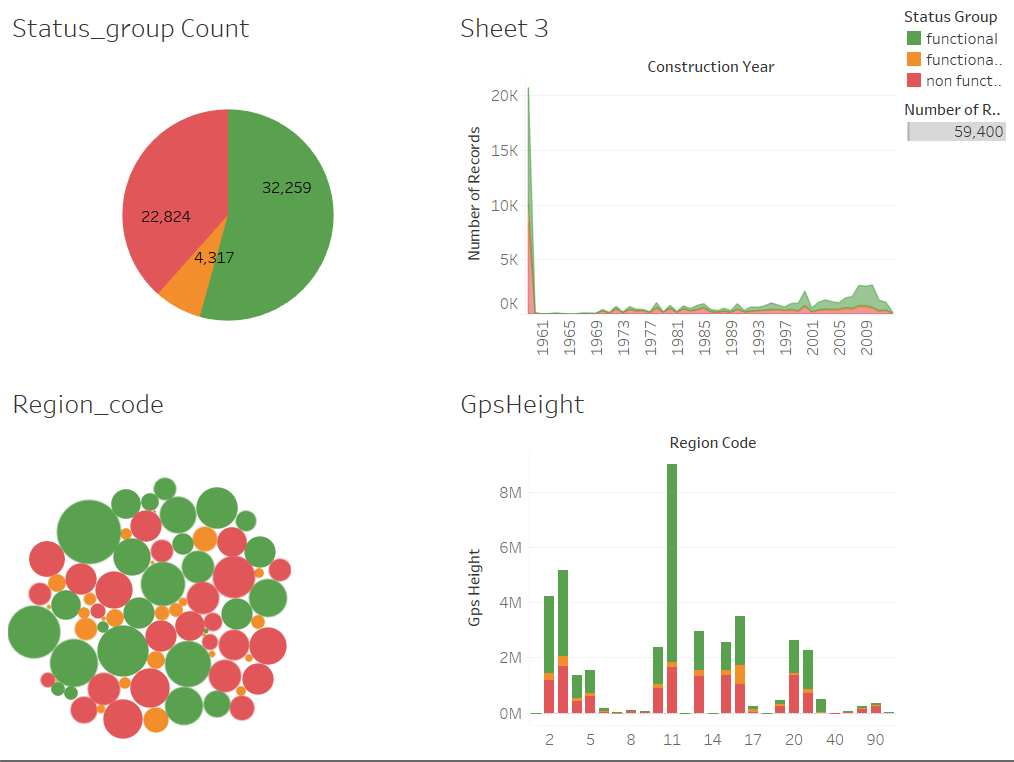 Status_group Count
32,259
22,824
4,317
Sheet 3
Construction Year
Number of Records
20K
15K
10K
5K
0K
1961 1965 1969 1973 1977 1981 1985 1989 1993 1997 2001 2005 2009
Status Group
functional
functiona..
non funct..
Number of R..
59,400
Region_code
GpsHeight
Region Code
Gps Height
8M
6M
4M
2M
0M
2 5 8 11 14 17 20 40 90